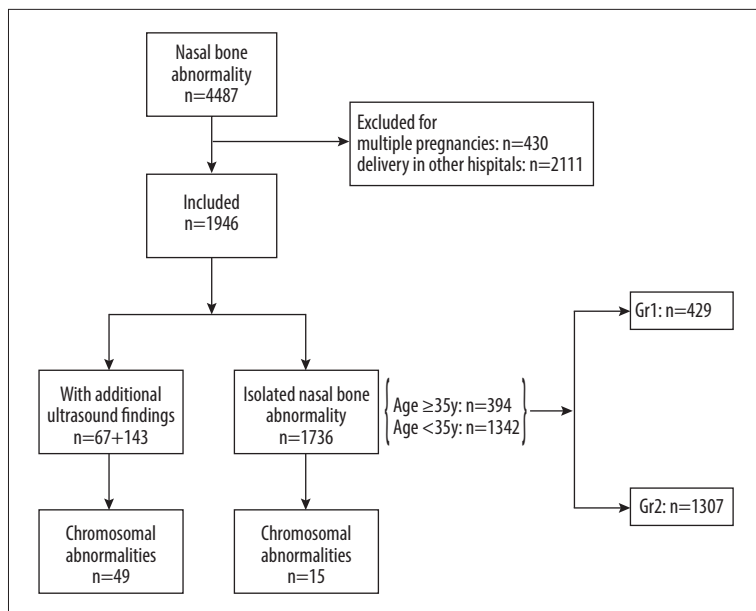 Nasal bone
abnormality
n=4487
Excluded for
multiple pregnancies: n=430
delivery in other hispitals: n=2111
Included
n=1946
With additional
ultrasound findings
n=67+143
Isolated nasal bone
abnormality
n=1736
Age ≥35y: n=394
Age <35y: n=1342
Gr1: n=429
Gr2: n=1307
Chromosomal
abnormalities
n=49
Chromosomal
abnormalities
n=15